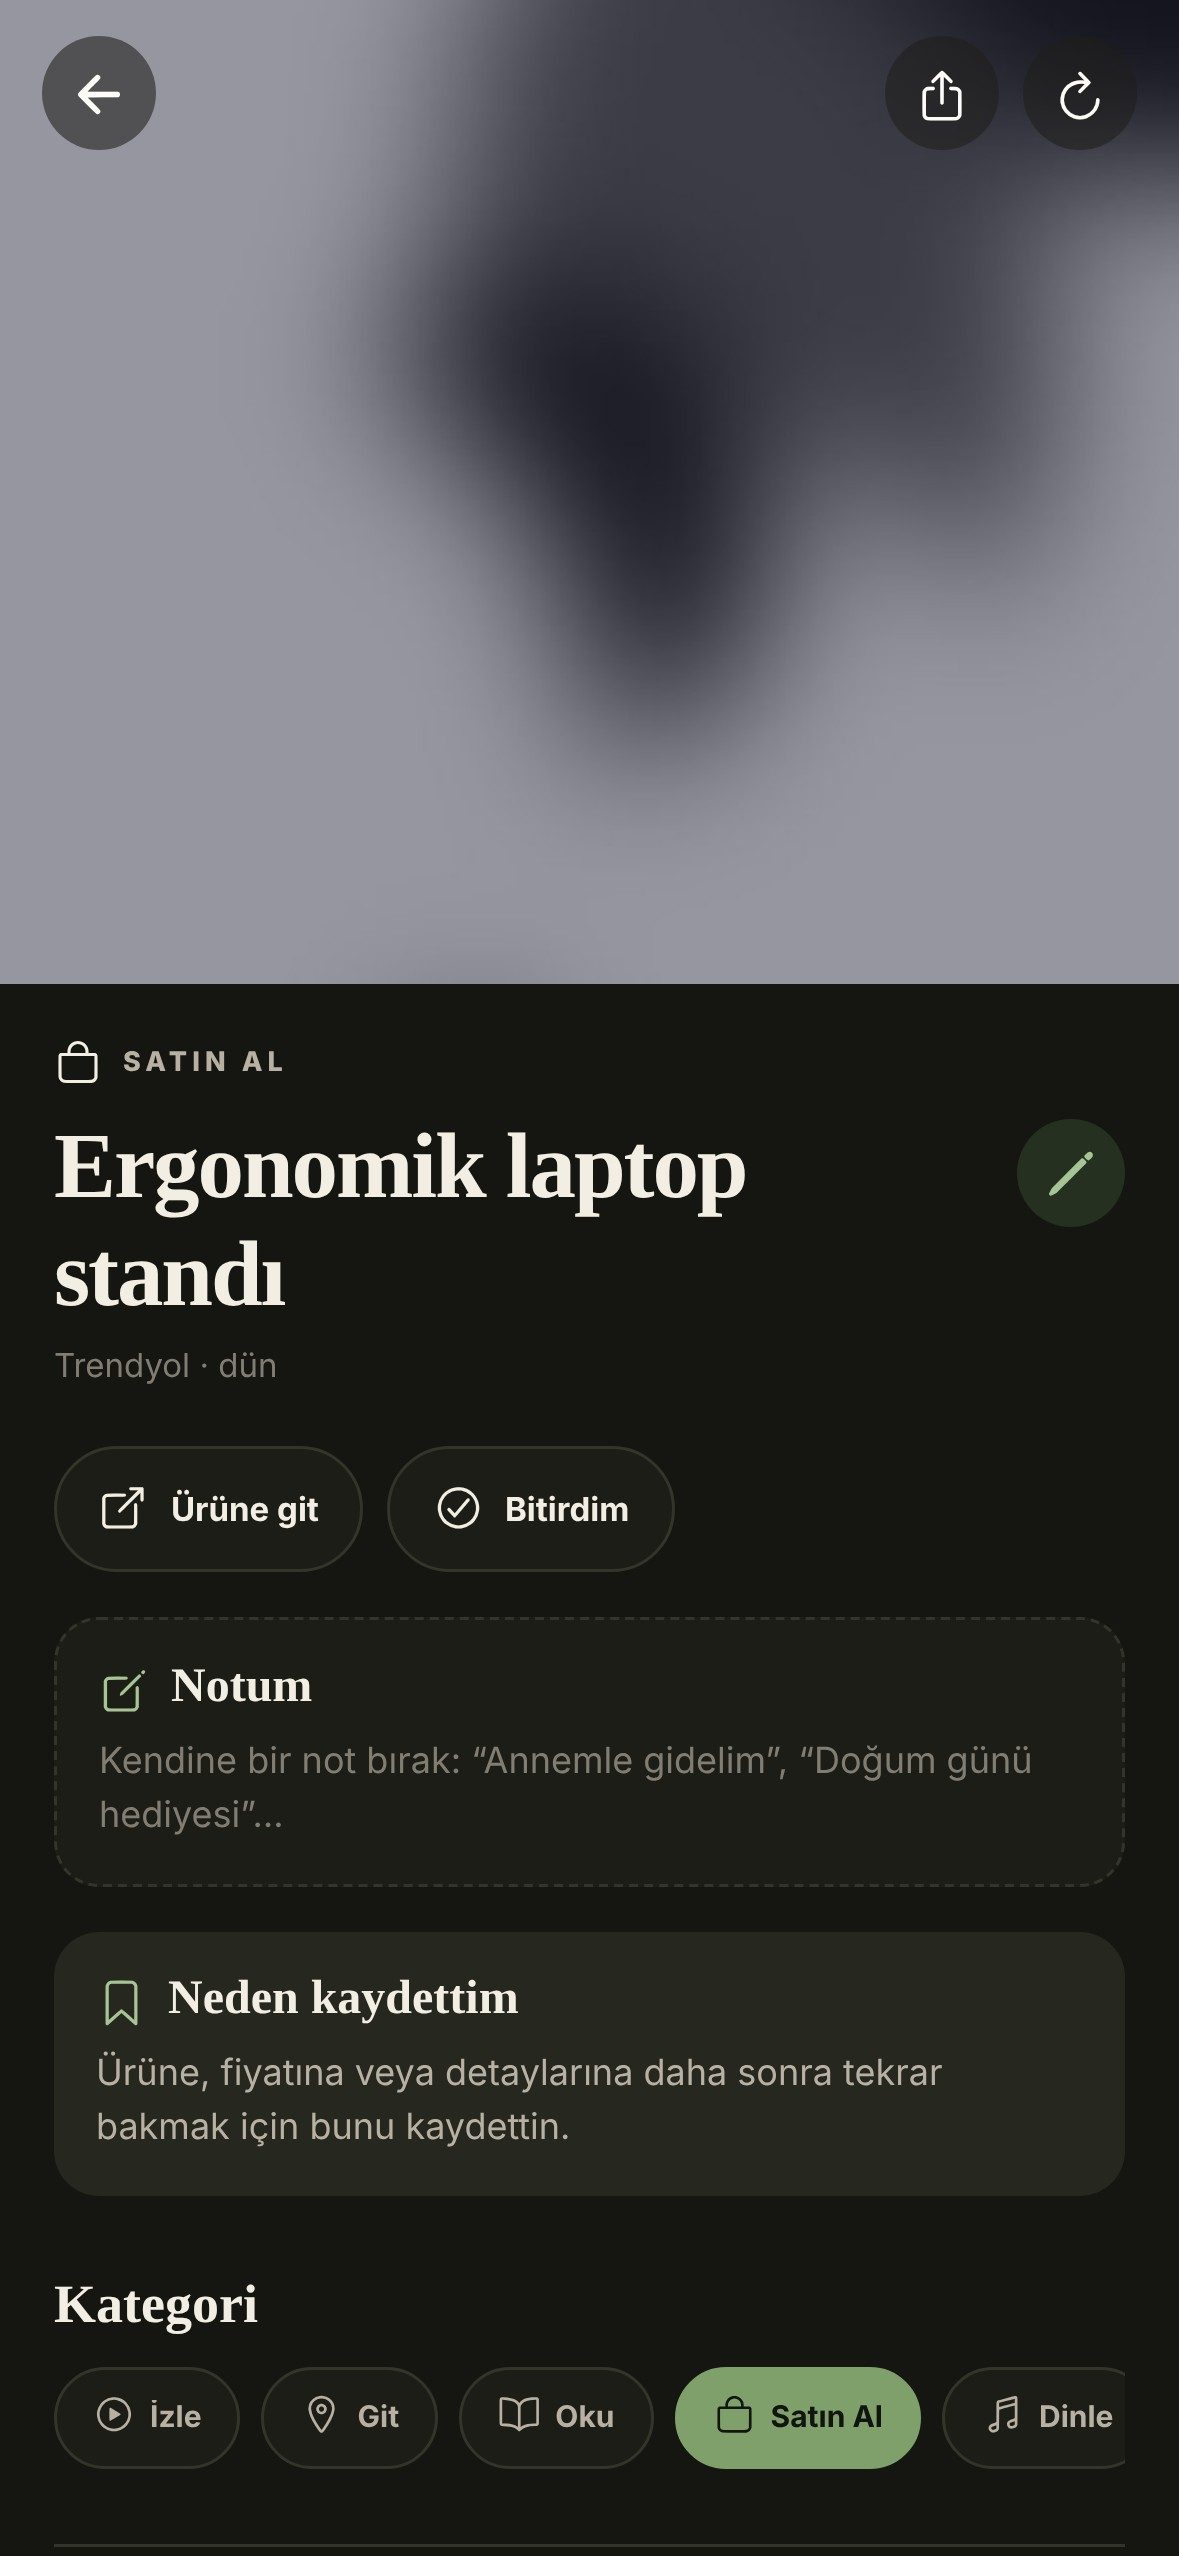 SATIN AL
Ergonomik laptop
standı
Trendyol · dün
Ürüne git
Bitirdim
Notum
Kendine bir not bırak: “Annemle gidelim”, “Doğum günü
hediyesi”...
Neden kaydettim
Ürüne, fiyatına veya detaylarına daha sonra tekrar
bakmak için bunu kaydettin.
Kategori
İzle
Git
Oku
Satın Al
Dinle